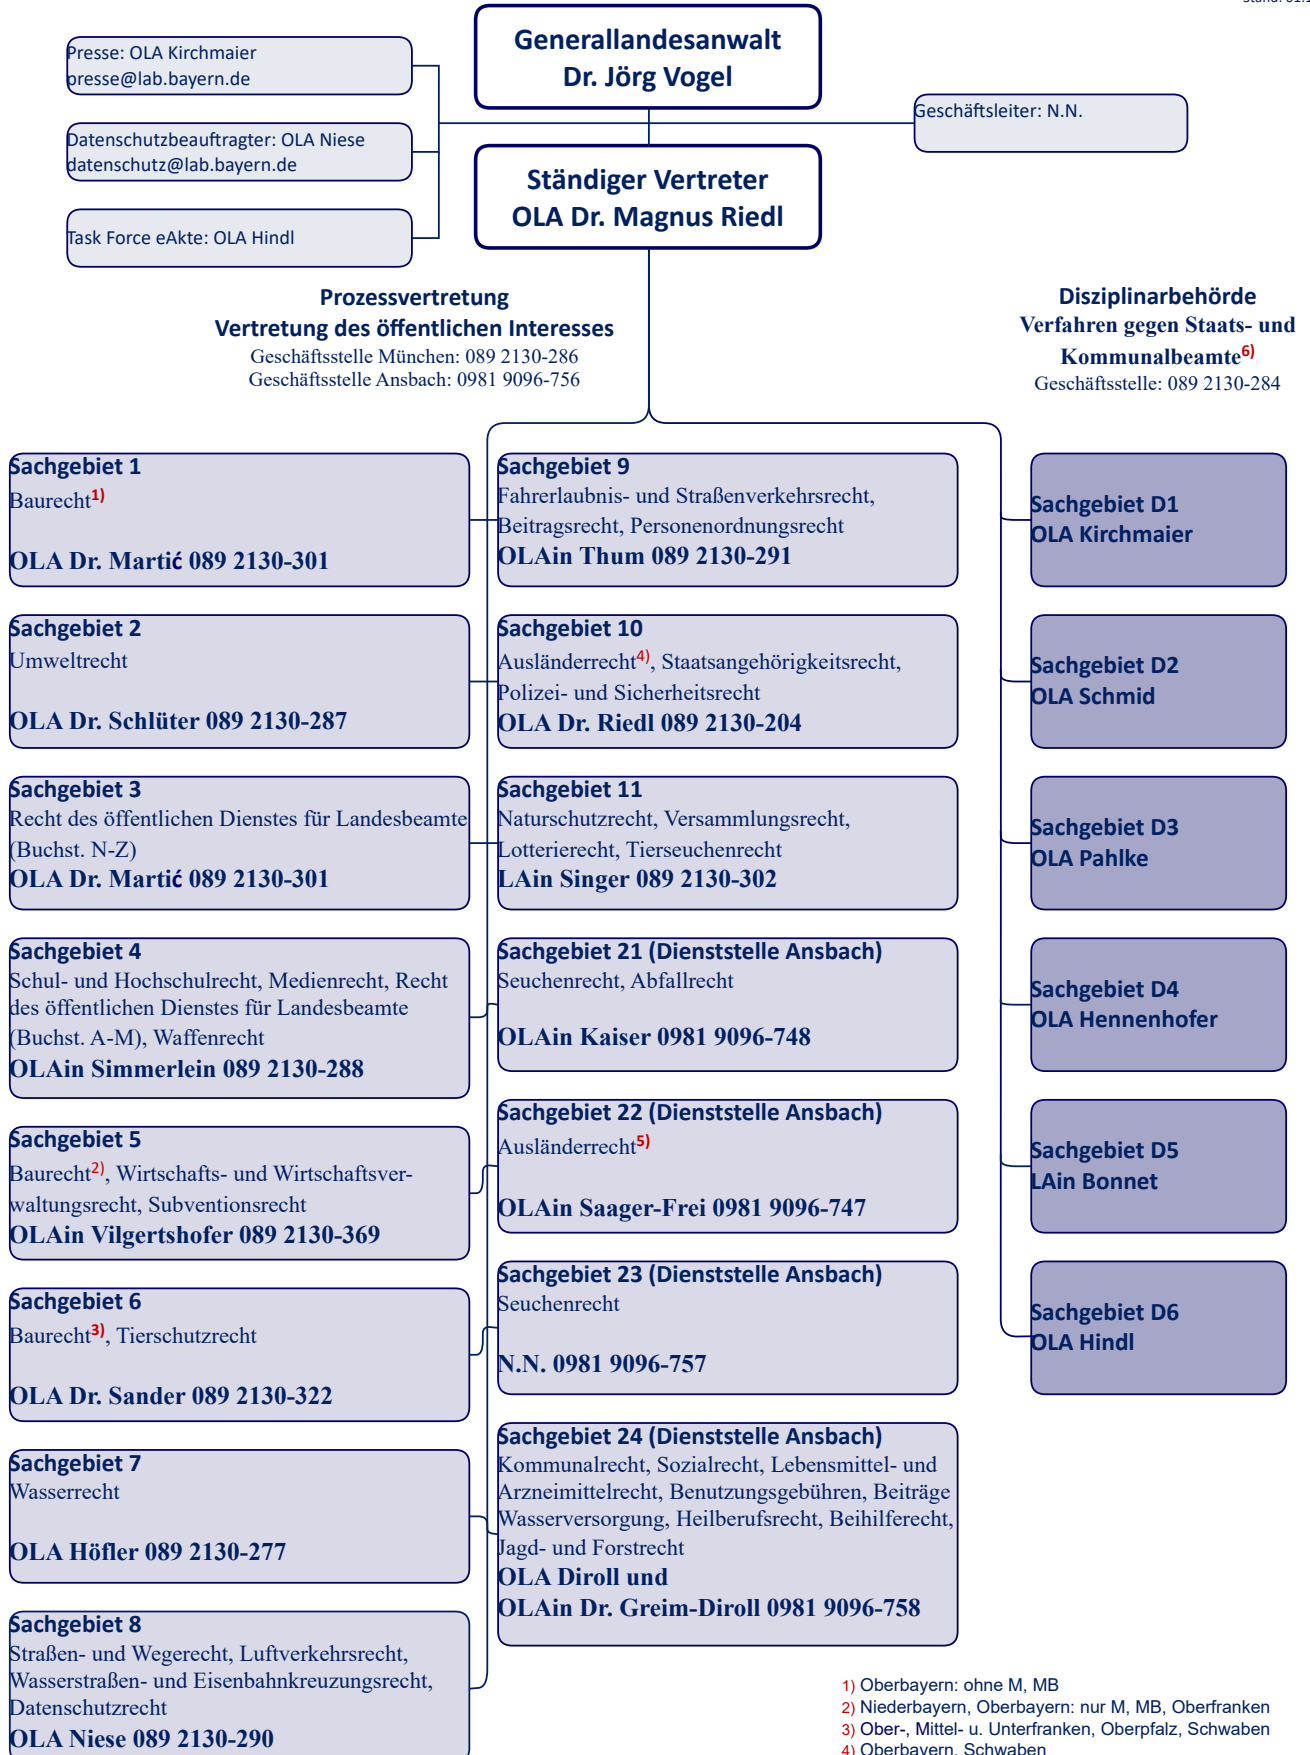 Generallandesanwalt
Dr. Jörg Vogel
Presse: OLA Kirchmaier
presse@lab.bayern.de
Geschäftsleiter: N.N.
Datenschutzbeauftragter: OLA Niese
datenschutz@lab.bayern.de
Ständiger Vertreter
OLA Dr. Magnus Riedl
Task Force eAkte: OLA Hindl
Prozessvertretung
Vertretung des öffentlichen Interesses
Geschäftsstelle München: 089 2130-286
Geschäftsstelle Ansbach: 0981 9096-756
Disziplinarbehörde
Verfahren gegen Staats- und
Kommunalbeamte6)
Geschäftsstelle: 089 2130-284
Sachgebiet 1
Baurecht1)
OLA Dr. Martić 089 2130-301
Sachgebiet 2
Umweltrecht
OLA Dr. Schlüter 089 2130-287
Sachgebiet 3
Recht des öffentlichen Dienstes für Landesbeamte
(Buchst. N-Z)
OLA Dr. Martić 089 2130-301
Sachgebiet 4
Schul- und Hochschulrecht, Medienrecht, Recht
des öffentlichen Dienstes für Landesbeamte
(Buchst. A-M), Waffenrecht
OLAin Simmerlein 089 2130-288
Sachgebiet 5
Baurecht2), Wirtschafts- und Wirtschaftsver-
waltungsrecht, Subventionsrecht
OLAin Vilgertshofer 089 2130-369
Sachgebiet 6
Baurecht3), Tierschutzrecht
OLA Dr. Sander 089 2130-322
Sachgebiet 7
Wasserrecht
OLA Höfler 089 2130-277
Sachgebiet 8
Straßen- und Wegerecht, Luftverkehrsrecht,
Wasserstraßen- und Eisenbahnkreuzungsrecht,
Datenschutzrecht
OLA Niese 089 2130-290
Sachgebiet 9
Fahrerlaubnis- und Straßenverkehrsrecht,
Beitragsrecht, Personenordnungsrecht
OLAin Thum 089 2130-291
Sachgebiet 10
Ausländerrecht4), Staatsangehörigkeitsrecht,
Polizei- und Sicherheitsrecht
OLA Dr. Riedl 089 2130-204
Sachgebiet 11
Naturschutzrecht, Versammlungsrecht,
Lotterierecht, Tierseuchenrecht
LAin Singer 089 2130-302
Sachgebiet 21 (Dienststelle Ansbach)
Seuchenrecht, Abfallrecht
OLAin Kaiser 0981 9096-748
Sachgebiet 22 (Dienststelle Ansbach)
Ausländerrecht5)
OLAin Saager-Frei 0981 9096-747
Sachgebiet 23 (Dienststelle Ansbach)
Seuchenrecht
N.N. 0981 9096-757
Sachgebiet 24 (Dienststelle Ansbach)
Kommunalrecht, Sozialrecht, Lebensmittel- und
Arzneimittelrecht, Benutzungsgebühren, Beiträge
Wasserversorgung, Heilberufsrecht, Beihilferecht,
Jagd- und Forstrecht
OLA Diroll und
OLAin Dr. Greim-Diroll 0981 9096-758
Sachgebiet D1
OLA Kirchmaier
Sachgebiet D2
OLA Schmid
Sachgebiet D3
OLA Pahlke
Sachgebiet D4
OLA Hennenhofer
Sachgebiet D5
LAin Bonnet
Sachgebiet D6
OLA Hindl
1) Oberbayern: ohne M, MB
2) Niederbayern, Oberbayern: nur M, MB, Oberfranken
3) Ober-, Mittel- u. Unterfranken, Oberpfalz, Schwaben
4) Oberbayern, Schwaben